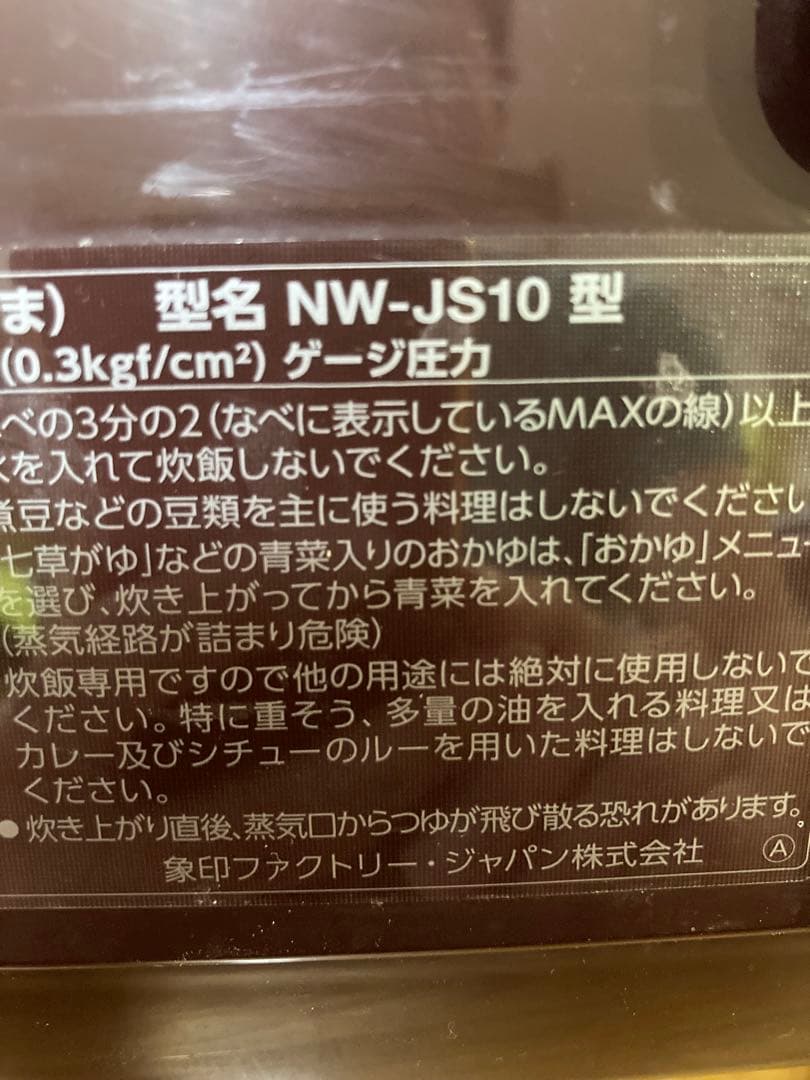 ま) 型名 NW-JS10 型
(0.3kgf/cm²) ゲージ圧力
べの3分の2(なべに表示しているMAXの線)以上
を入れて炊飯しないでください。
煮豆などの豆類を主に使う料理はしないでください
七草がゆ」などの青菜入りのおかゆは、「おかゆ」メニュー
を選び、炊き上がってから青菜を入れてください。
(蒸気経路が詰まり危険)
炊飯専用ですので他の用途には絶対に使用しないで
ください。特に重そう、多量の油を入れる料理又は
カレー及びシチューのルーを用いた料理はしないで
ください。
● 炊き上がり直後、蒸気口からつゆが飛び散る恐れがあります。
象印ファクトリー・ジャパン株式会社 Ⓐ